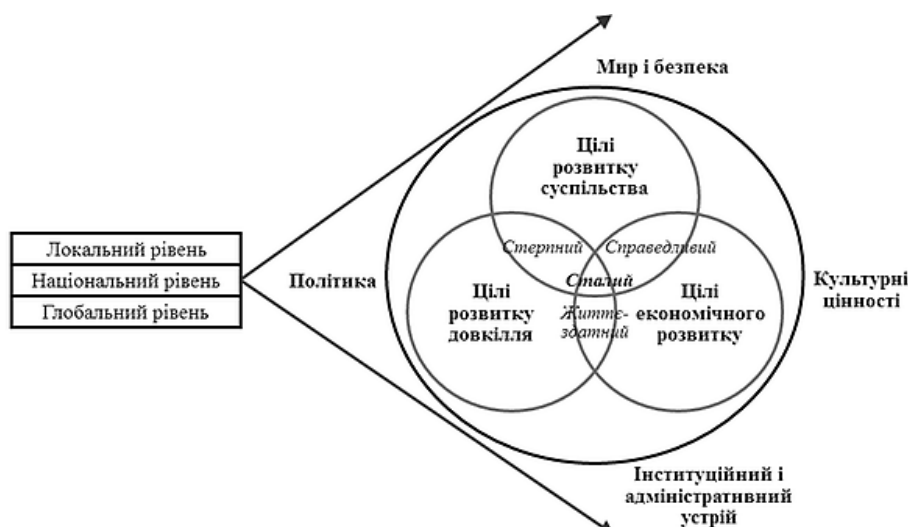 Мир і безпека
Цілі
розвитку
суспільства
Локальний рівень
Національний рівень
Глобальний рівень
Політика
Стерпний
Справедливий
Сталий
Життє-
здатний
Цілі
розвитку
довкілля
Цілі
економічного
розвитку
Культурні
цінності
Інституційний і
адміністративний
устрій